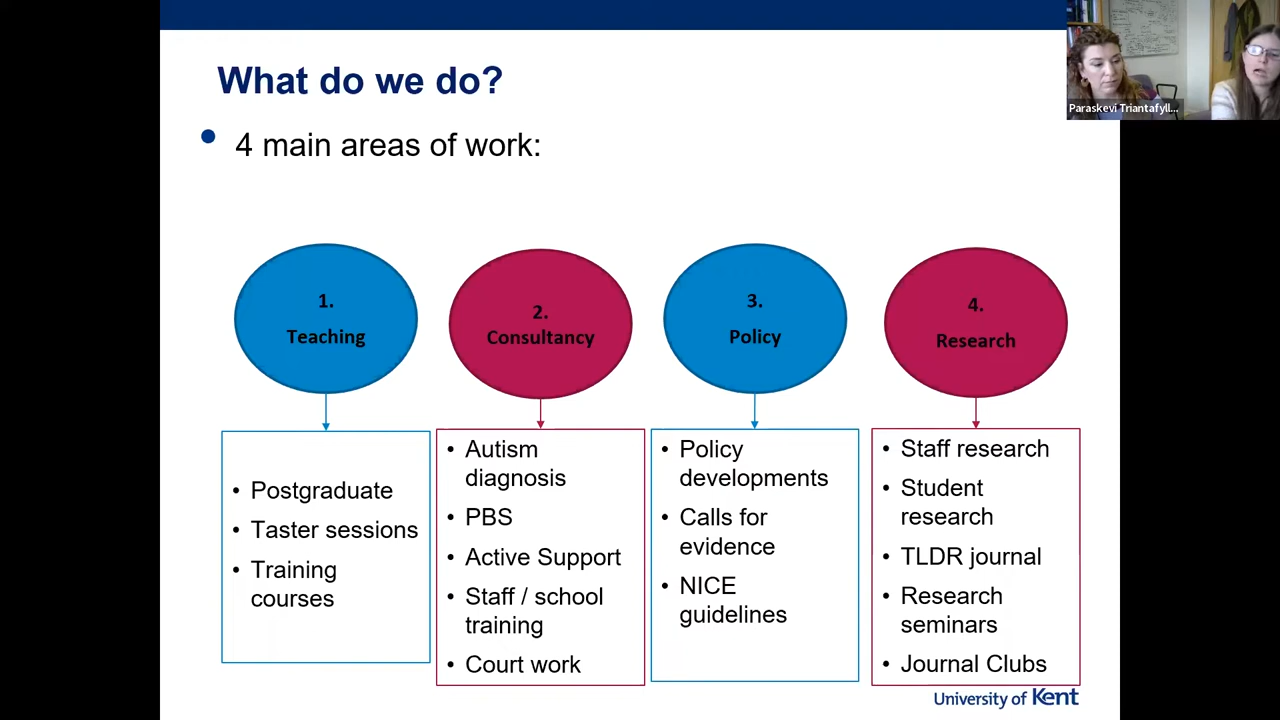 What do we do?
• 4 main areas of work:
1.
Teaching
2.
Consultancy
3.
Policy
4.
Research
• Postgraduate
• Taster sessions
• Training
courses
• Autism
diagnosis
• PBS
• Active Support
• Staff / school
training
• Court work
• Policy
developments
• Calls for
evidence
• NICE
guidelines
• Staff research
• Student
research
• TLDR journal
• Research
seminars
• Journal Clubs
University of Kent
Paraskevi Triantafyll...